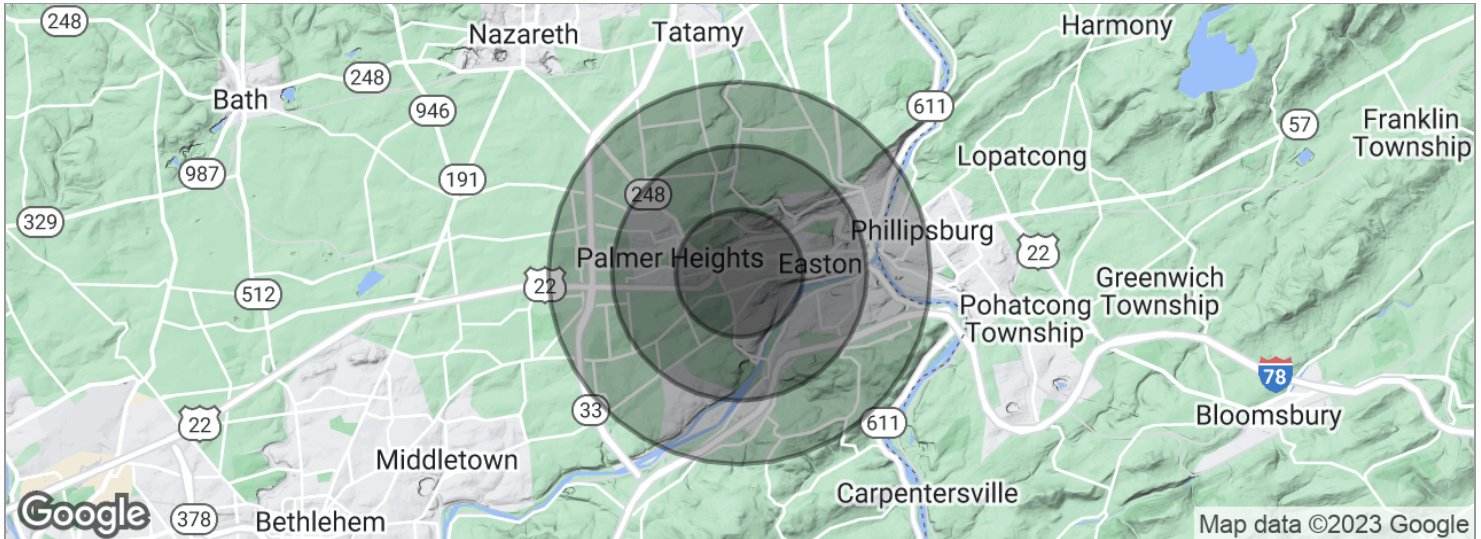 248
Nazareth
Tatamy
Harmony
248
Bath
946
611
57
Franklin
Township
Lopatcong
987
191
248
329
Phillipsburg
22
Palmer Heights
Easton
22
512
Greenwich
Township
Pohatcong
Township
78
33
22
611
Bloomsbury
Middletown
Carpentersville
Google
378
Bethlehem
Map data ©2023 Google